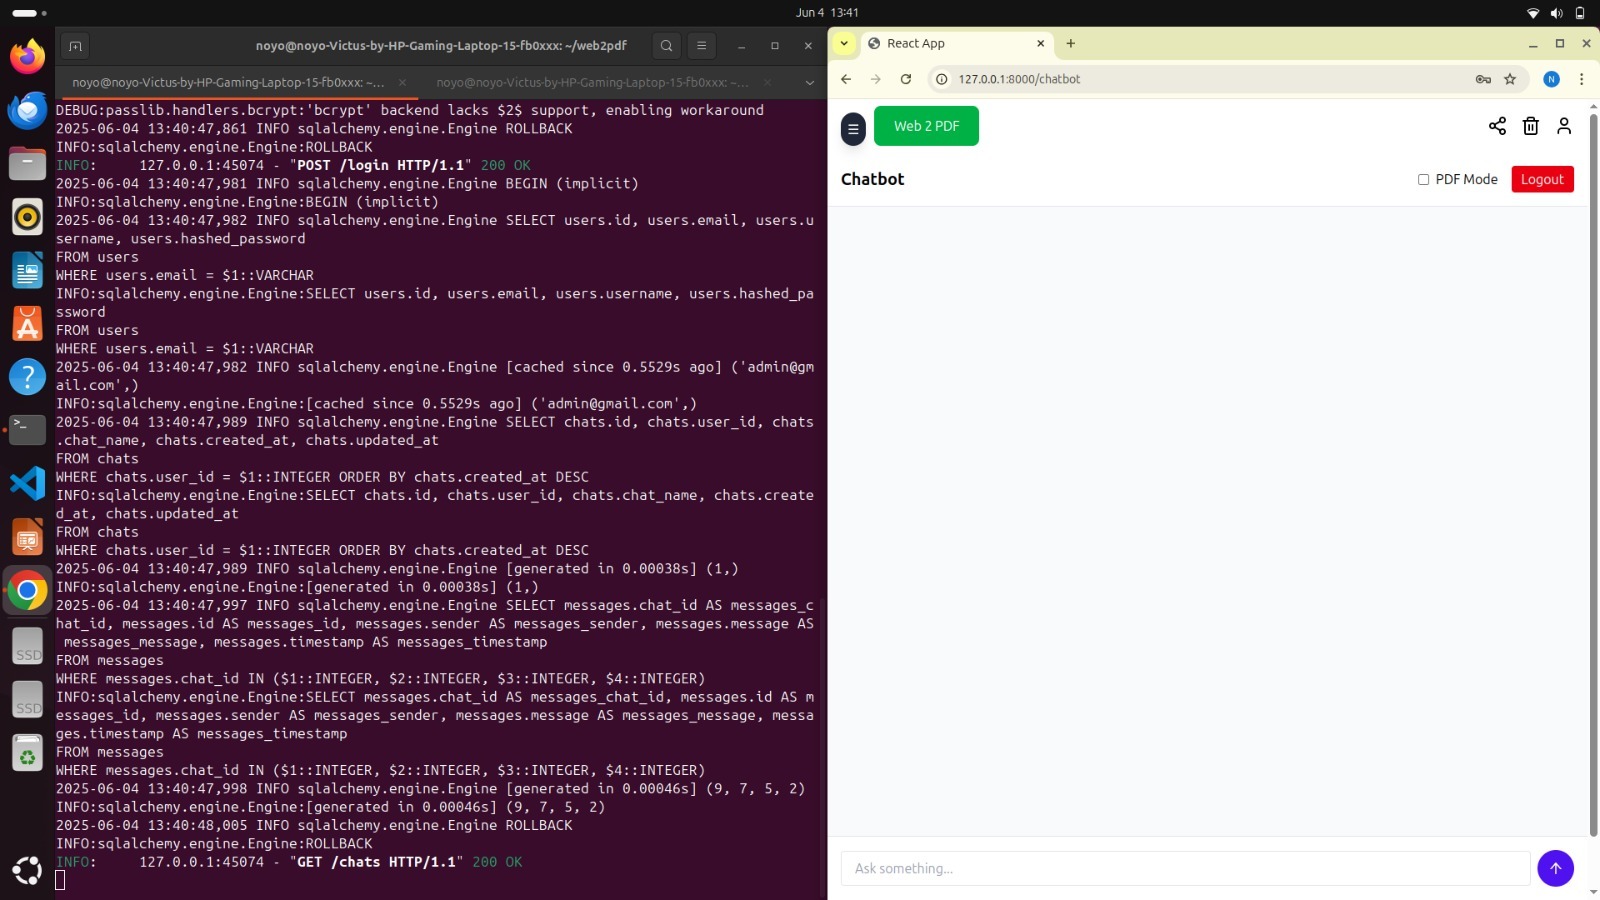 Jun 4 13:41
noyo@noyo-Victus-by-HP-Gaming-Laptop-15-fb0xxx: ~/web2pdf
noyo@noyo-Victus-by-HP-Gaming-Laptop-15-fb0xxx: ~...
noyo@noyo-Victus-by-HP-Gaming-Laptop-15-fb0xxx: ~...
DEBUG:passlib.handlers.bcrypt:'bcrypt' backend lacks $2$ support, enabling workaround
2025-06-04 13:40:47,861 INFO sqlalchemy.engine.Engine ROLLBACK
INFO:sqlalchemy.engine.Engine:ROLLBACK
INFO:     127.0.0.1:45074 - "POST /login HTTP/1.1" 200 OK
2025-06-04 13:40:47,981 INFO sqlalchemy.engine.Engine BEGIN (implicit)
INFO:sqlalchemy.engine.Engine:BEGIN (implicit)
2025-06-04 13:40:47,982 INFO sqlalchemy.engine.Engine SELECT users.id, users.email, users.u
sername, users.hashed_password
FROM users
WHERE users.email = $1::VARCHAR
INFO:sqlalchemy.engine.Engine:SELECT users.id, users.email, users.username, users.hashed_pa
ssword
FROM users
WHERE users.email = $1::VARCHAR
2025-06-04 13:40:47,982 INFO sqlalchemy.engine.Engine [cached since 0.5529s ago] ('admin@gm
ail.com',)
INFO:sqlalchemy.engine.Engine:[cached since 0.5529s ago] ('admin@gmail.com',)
2025-06-04 13:40:47,989 INFO sqlalchemy.engine.Engine SELECT chats.id, chats.user_id, chats
.chat_name, chats.created_at, chats.updated_at
FROM chats
WHERE chats.user_id = $1::INTEGER ORDER BY chats.created_at DESC
INFO:sqlalchemy.engine.Engine:SELECT chats.id, chats.user_id, chats.chat_name, chats.create
d_at, chats.updated_at
FROM chats
WHERE chats.user_id = $1::INTEGER ORDER BY chats.created_at DESC
2025-06-04 13:40:47,989 INFO sqlalchemy.engine.Engine [generated in 0.00038s] (1,)
INFO:sqlalchemy.engine.Engine:[generated in 0.00038s] (1,)
2025-06-04 13:40:47,997 INFO sqlalchemy.engine.Engine SELECT messages.chat_id AS messages_c
hat_id, messages.id AS messages_id, messages.sender AS messages_sender, messages.message AS
 messages_message, messages.timestamp AS messages_timestamp
FROM messages
WHERE messages.chat_id IN ($1::INTEGER, $2::INTEGER, $3::INTEGER, $4::INTEGER)
INFO:sqlalchemy.engine.Engine:SELECT messages.chat_id AS messages_chat_id, messages.id AS m
essages_id, messages.sender AS messages_sender, messages.message AS messages_message, messa
ges.timestamp AS messages_timestamp
FROM messages
WHERE messages.chat_id IN ($1::INTEGER, $2::INTEGER, $3::INTEGER, $4::INTEGER)
2025-06-04 13:40:47,998 INFO sqlalchemy.engine.Engine [generated in 0.00046s] (9, 7, 5, 2)
INFO:sqlalchemy.engine.Engine:[generated in 0.00046s] (9, 7, 5, 2)
2025-06-04 13:40:48,005 INFO sqlalchemy.engine.Engine ROLLBACK
INFO:sqlalchemy.engine.Engine:ROLLBACK
INFO:     127.0.0.1:45074 - "GET /chats HTTP/1.1" 200 OK
SSD
SSD
React App
127.0.0.1:8000/chatbot
N
Web 2 PDF
Chatbot
PDF Mode
Logout
Ask something...